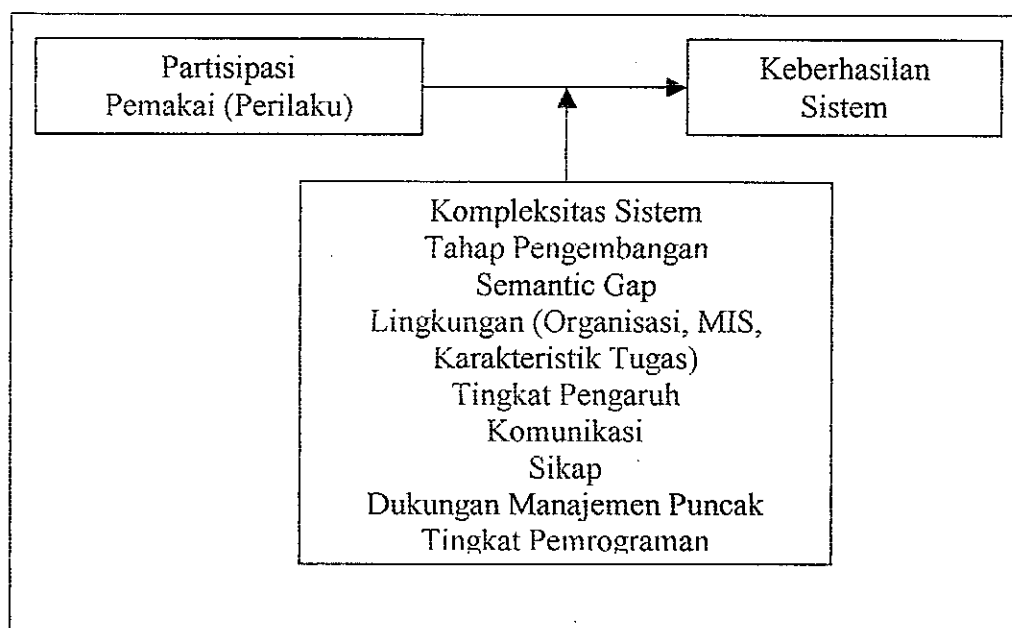 Partisipasi
Pemakai (Perilaku)
Keberhasilan
Sistem
Kompleksitas Sistem
Tahap Pengembangan
Semantic Gap
Lingkungan (Organisasi, MIS,
Karakteristik Tugas)
Tingkat Pengaruh
Komunikasi
Sikap
Dukungan Manajemen Puncak
Tingkat Pemrograman